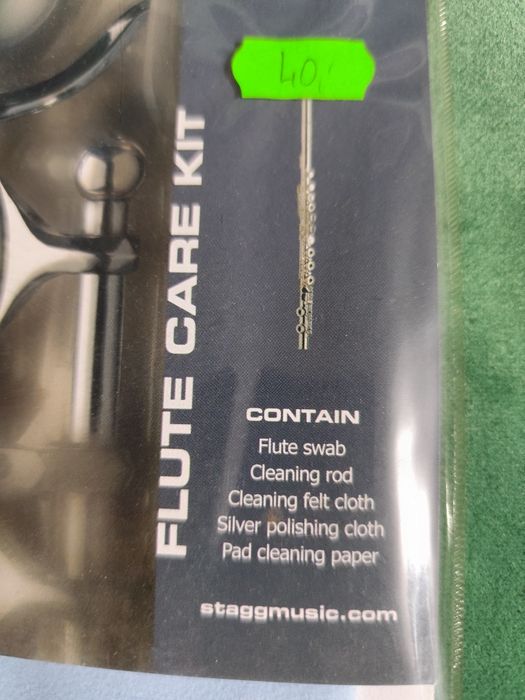 40,
FLUTE CARE KIT
CONTAIN
Flute swab
Cleaning rod
Cleaning felt cloth
Silver polishing cloth
Pad cleaning paper
staggmusic.com